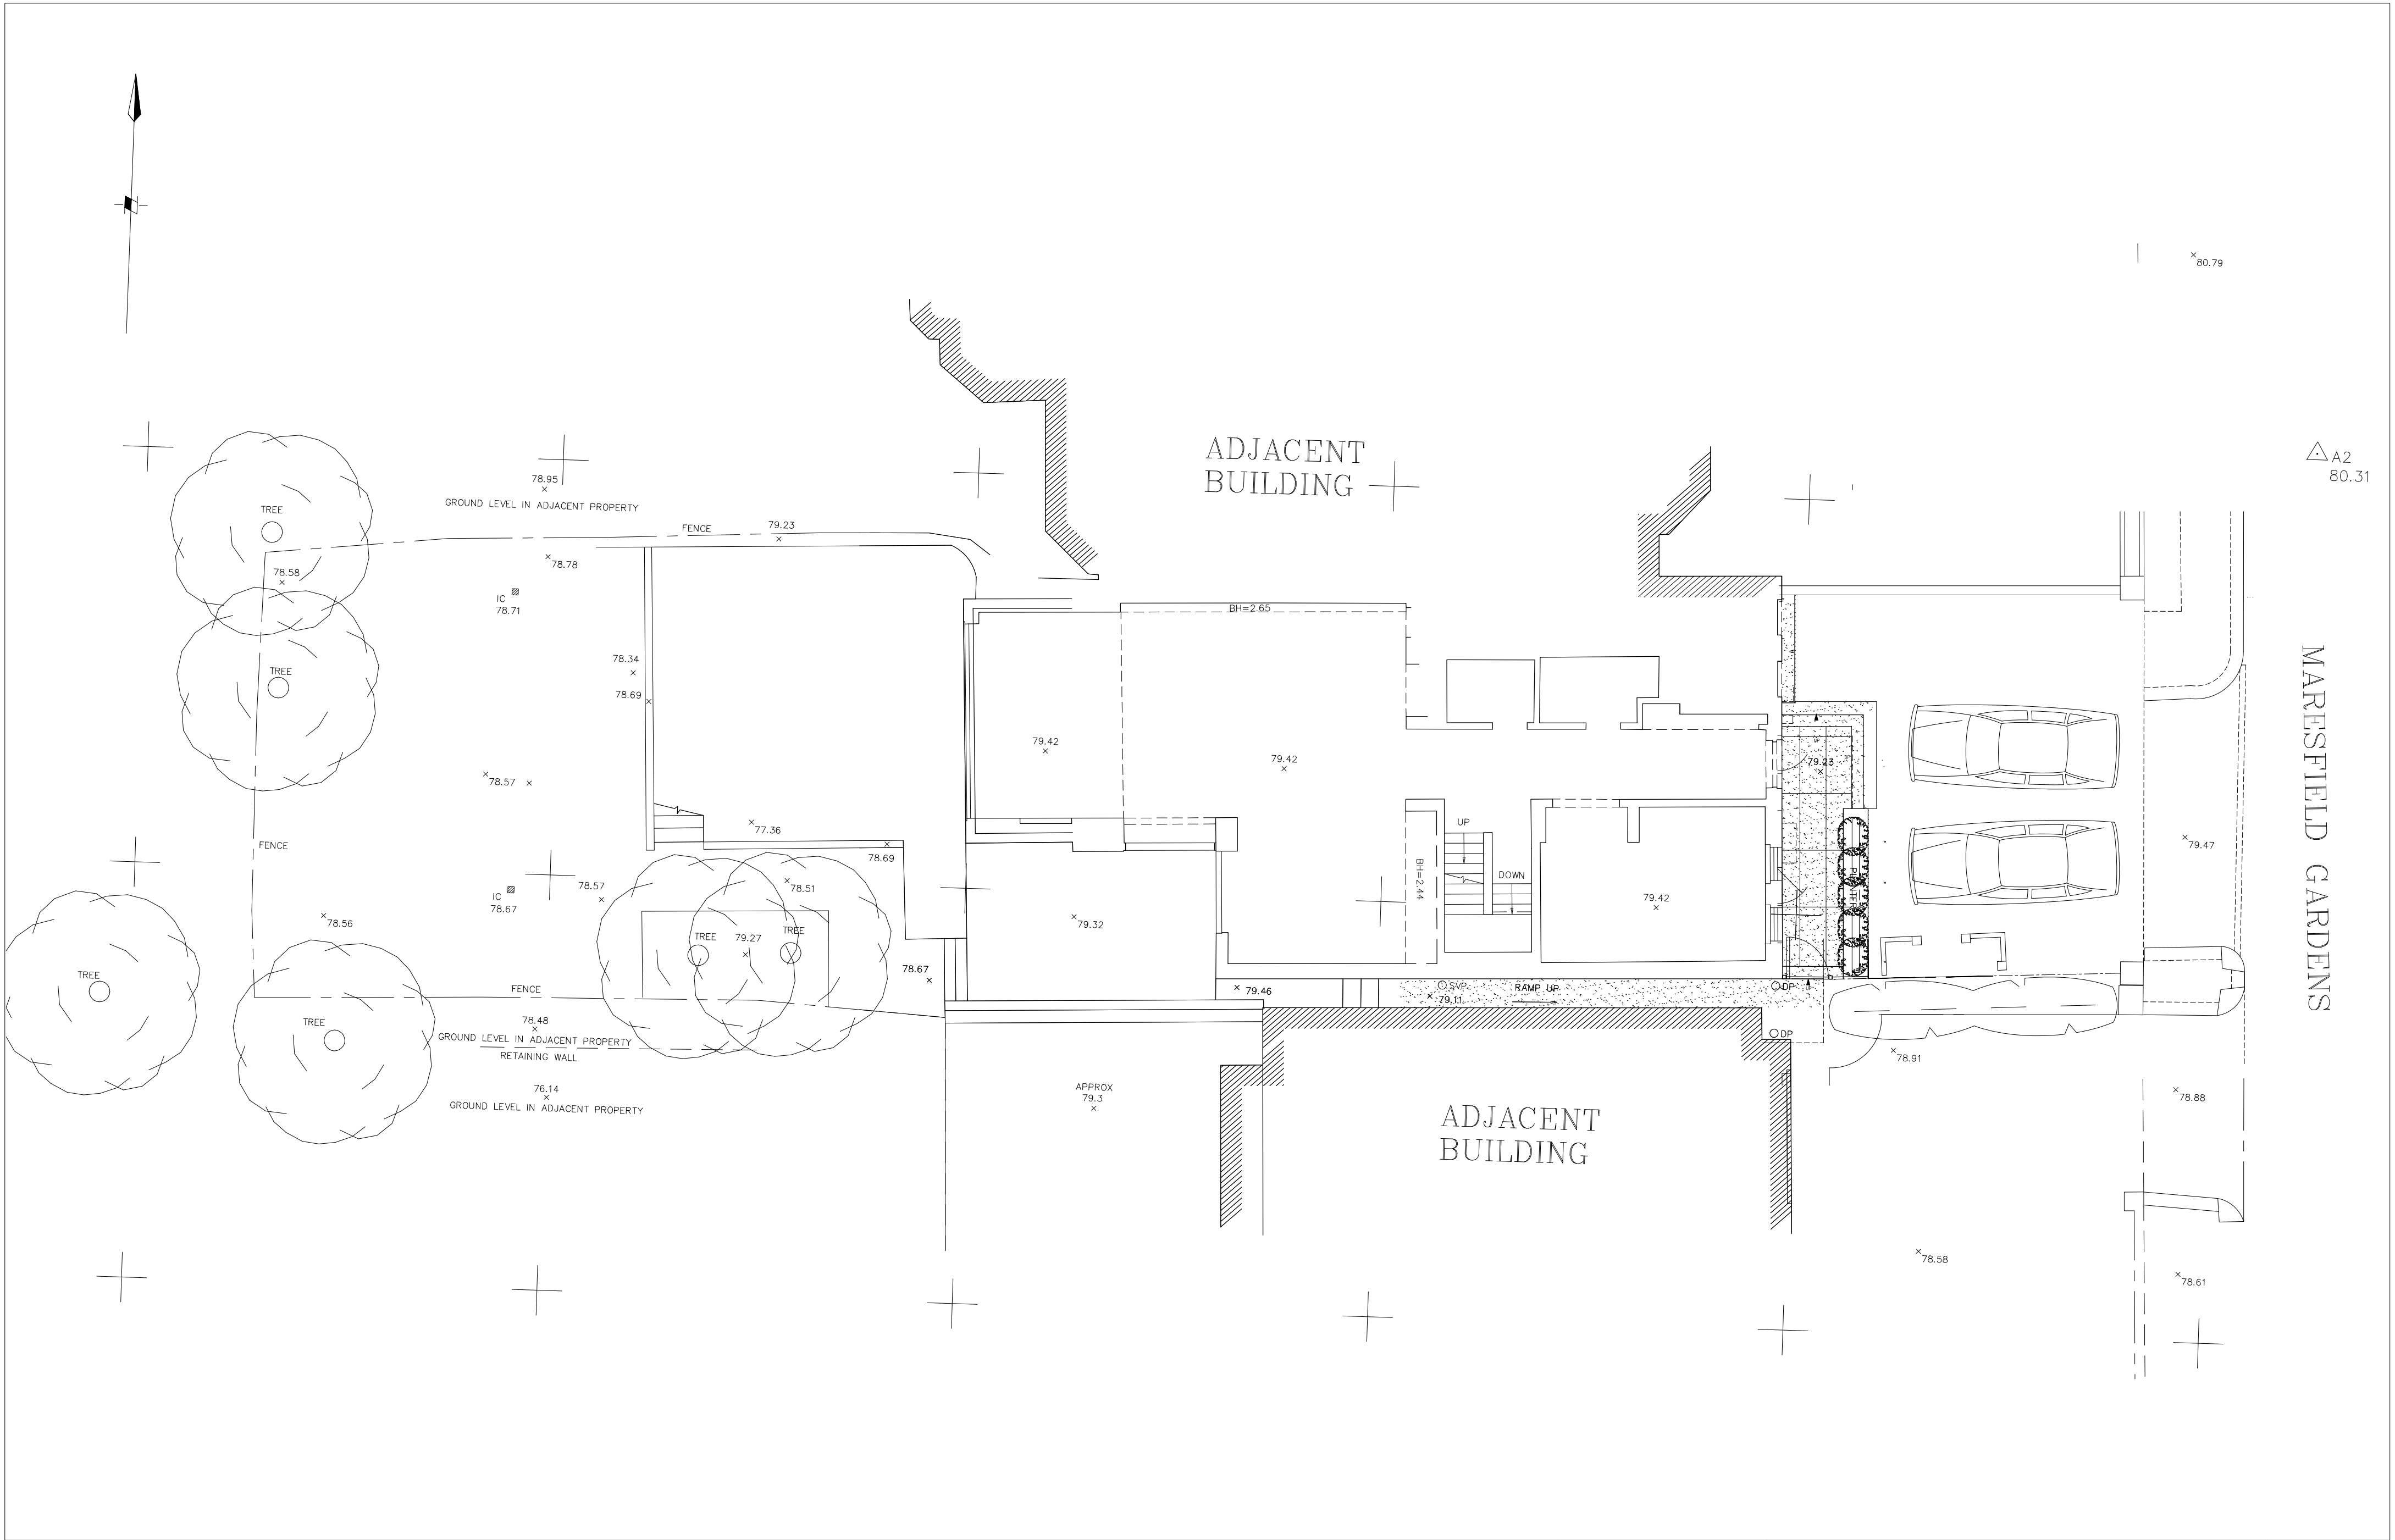 80.79
ADJACENT
BUILDING
A2
80.31
78.95
GROUND LEVEL IN ADJACENT PROPERTY
TREE
FENCE
79.23
78.78
78.58
IC
78.71
BH=2.65
TREE
78.34
78.69
MARESFIELD GARDENS
79.42
79.42
79.23
78.57
77.36
UP
79.47
FENCE
78.69
BH=2.44
DOWN
PLANTER
78.51
78.57
IC
78.67
79.42
78.56
79.32
TREE
79.27
TREE
78.67
TREE
FENCE
79.46
SVP
79.11
RAMP UP
DP
TREE
78.48
GROUND LEVEL IN ADJACENT PROPERTY
RETAINING WALL
DP
78.91
76.14
GROUND LEVEL IN ADJACENT PROPERTY
APPROX
79.3
78.88
ADJACENT
BUILDING
78.58
78.61